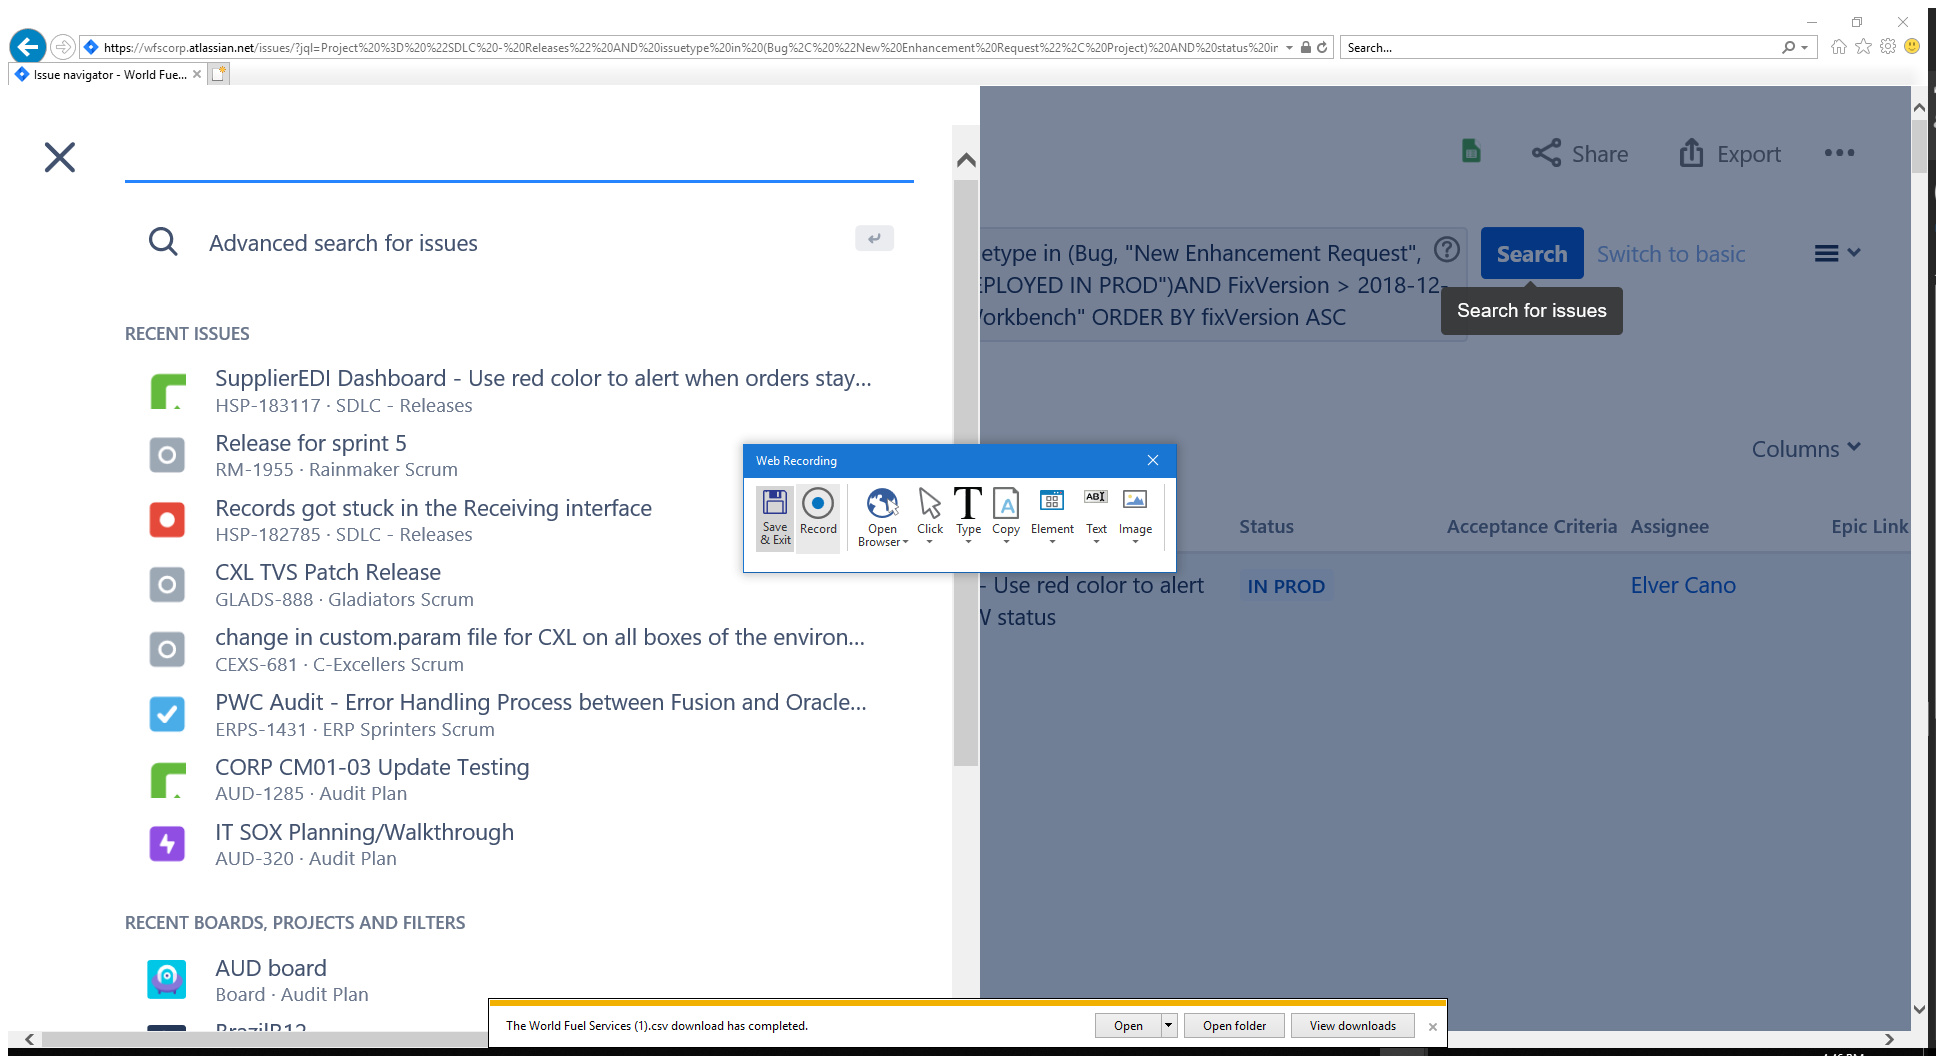 https://wfscorp.atlassian.net/issues/?jql=Project%20%3D%20%22SDLC%20-%20Releases%22%20AND%20issuetype%20in%20(Bug%2C%20%22New%20Enhancement%20Request%22%2C%20Project)%20AND%20status%20in
Search...
Issue navigator - World Fue...
Share
Export
Advanced search for issues
etype in (Bug, "New Enhancement Request",
EPLOYED IN PROD")AND FixVersion > 2018-12-
Workbench" ORDER BY fixVersion ASC
Search
Switch to basic
Search for issues
RECENT ISSUES
SupplierEDI Dashboard - Use red color to alert when orders stay...
HSP-183117 · SDLC - Releases
Release for sprint 5
RM-1955 · Rainmaker Scrum
Records got stuck in the Receiving interface
HSP-182785 · SDLC - Releases
CXL TVS Patch Release
GLADS-888 · Gladiators Scrum
change in custom.param file for CXL on all boxes of the environ...
CEXS-681 · C-Excellers Scrum
PWC Audit - Error Handling Process between Fusion and Oracle...
ERPS-1431 · ERP Sprinters Scrum
CORP CM01-03 Update Testing
AUD-1285 · Audit Plan
IT SOX Planning/Walkthrough
AUD-320 · Audit Plan
RECENT BOARDS, PROJECTS AND FILTERS
AUD board
Board · Audit Plan
Web Recording
Save & Exit
Record
Open Browser
Click
Type
Copy
Element
Text
Image
Columns
Status
Acceptance Criteria
Assignee
Epic Link
- Use red color to alert
W status
IN PROD
Elver Cano
The World Fuel Services (1).csv download has completed.
Open
Open folder
View downloads